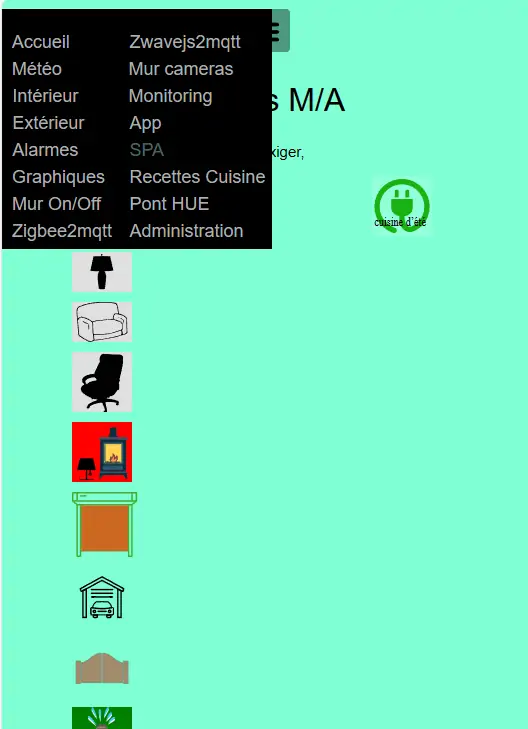 Accueil
Météo
Intérieur
Extérieur
Alarmes
Graphiques
Mur On/Off
Zigbee2mqtt
Zwavejs2mqtt
Mur cameras
Monitoring
App
SPA
Recettes Cuisine
Pont HUE
Administration
s M/A
xiger,
cuisine d'été